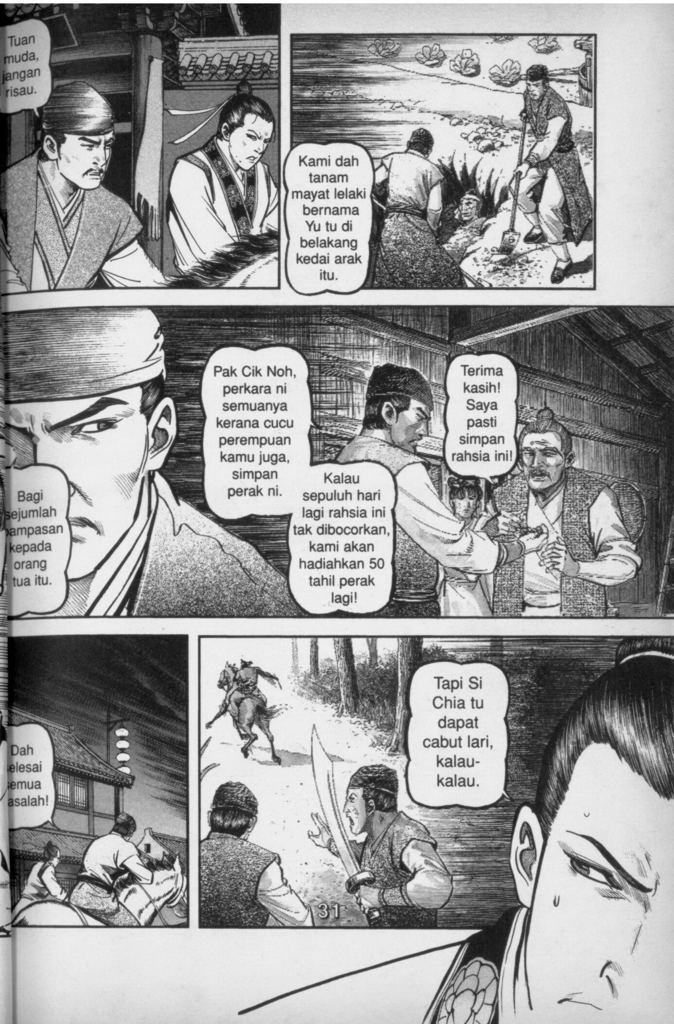 Tuan
muda,
jangan
risau.
Kami dah
tanam
mayat lelaki
bernama
Yu tu di
belakang
kedai arak
itu.
Bagi
sejumlah
pampasan
kepada
orang
tua itu.
Pak Cik Noh,
perkara ni
semuanya
kerana cucu
perempuan
kamu juga,
simpan
perak ni.
Kalau
sepuluh hari
lagi rahsia ini
tak dibocorkan,
kami akan
hadiahkan 50
tahil perak
lagi!
Terima
kasih!
Saya
pasti
simpan
rahsia ini!
Dah
selesai
semua
masalah!
Tapi Si
Chia tu
dapat
cabut lari,
kalau-
kalau.
31